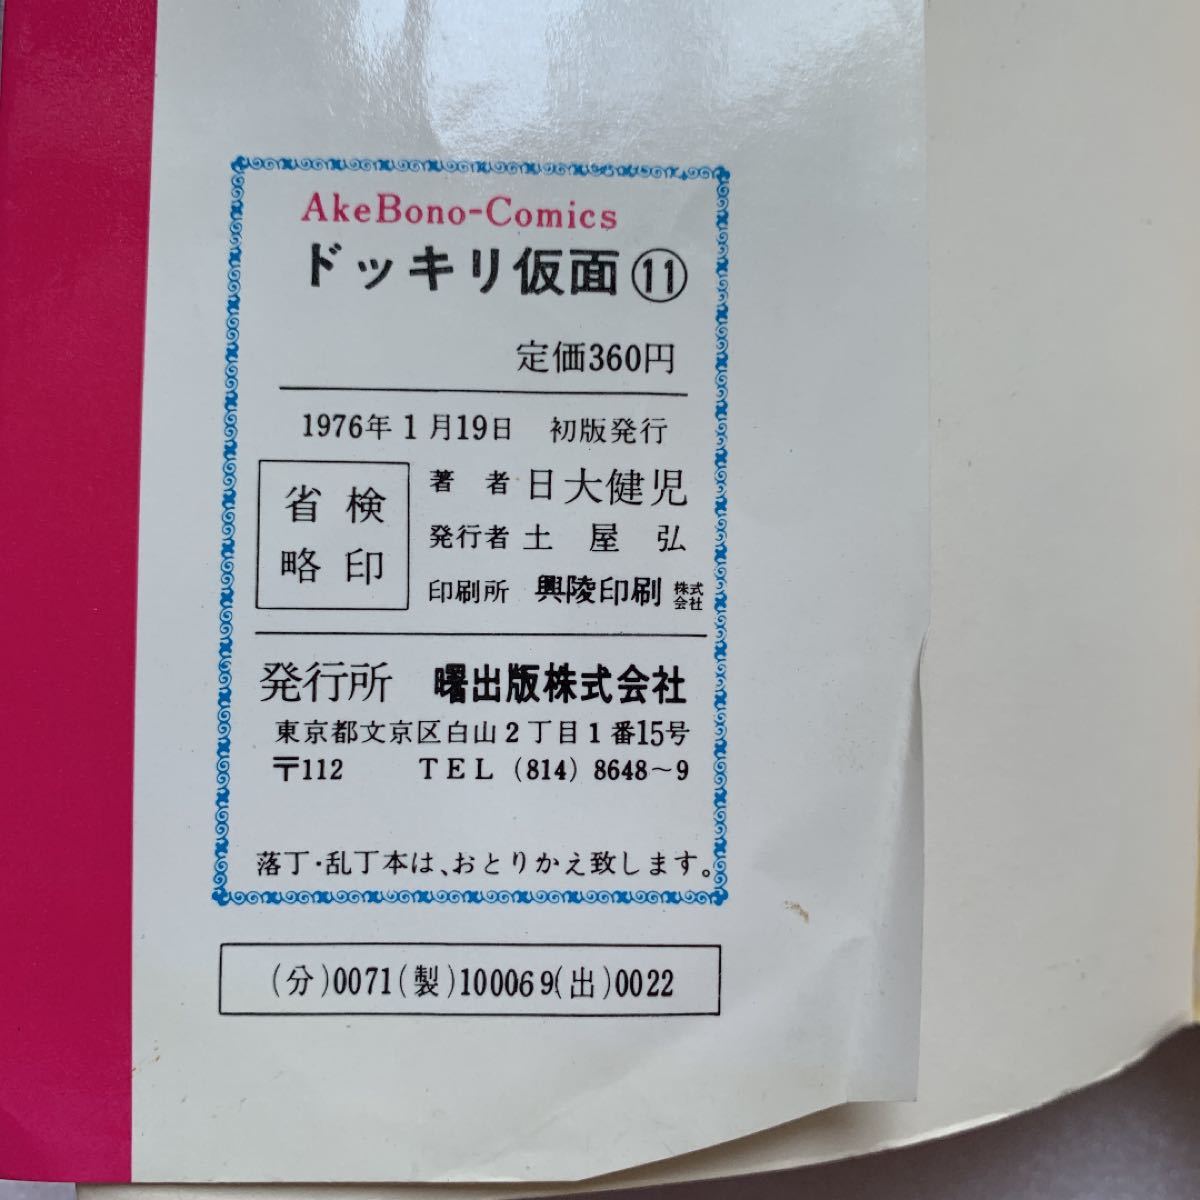 AkeBono-Comics
ドッキリ仮面⑪
定価360円
1976年1月19日 初版発行
検印省略
著者 日大健児
発行者 土屋弘
印刷所 興陵印刷株式会社
発行所 曙出版株式会社
東京都文京区白山2丁目1番15号
〒112 TEL (814) 8648〜9
落丁・乱丁本は、おとりかえ致します。
(分)0071(製)100069(出)0022